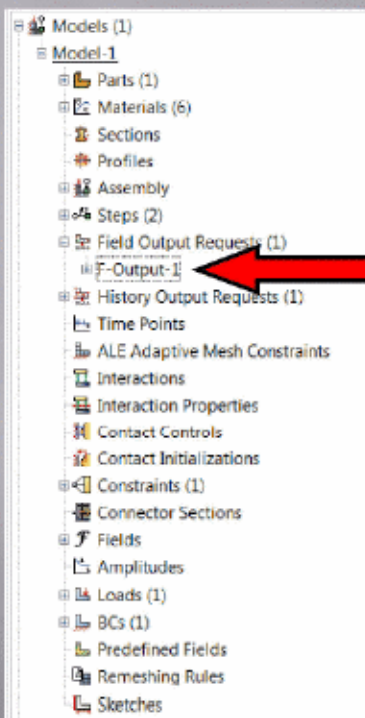 Models (1)
Model-1
Parts (1)
Materials (6)
Sections
Profiles
Assembly
Steps (2)
Field Output Requests (1)
F-Output-1
History Output Requests (1)
Time Points
ALE Adaptive Mesh Constraints
Interactions
Interaction Properties
Contact Controls
Contact Initializations
Constraints (1)
Connector Sections
Fields
Amplitudes
Loads (1)
BCs (1)
Predefined Fields
Remeshing Rules
Sketches